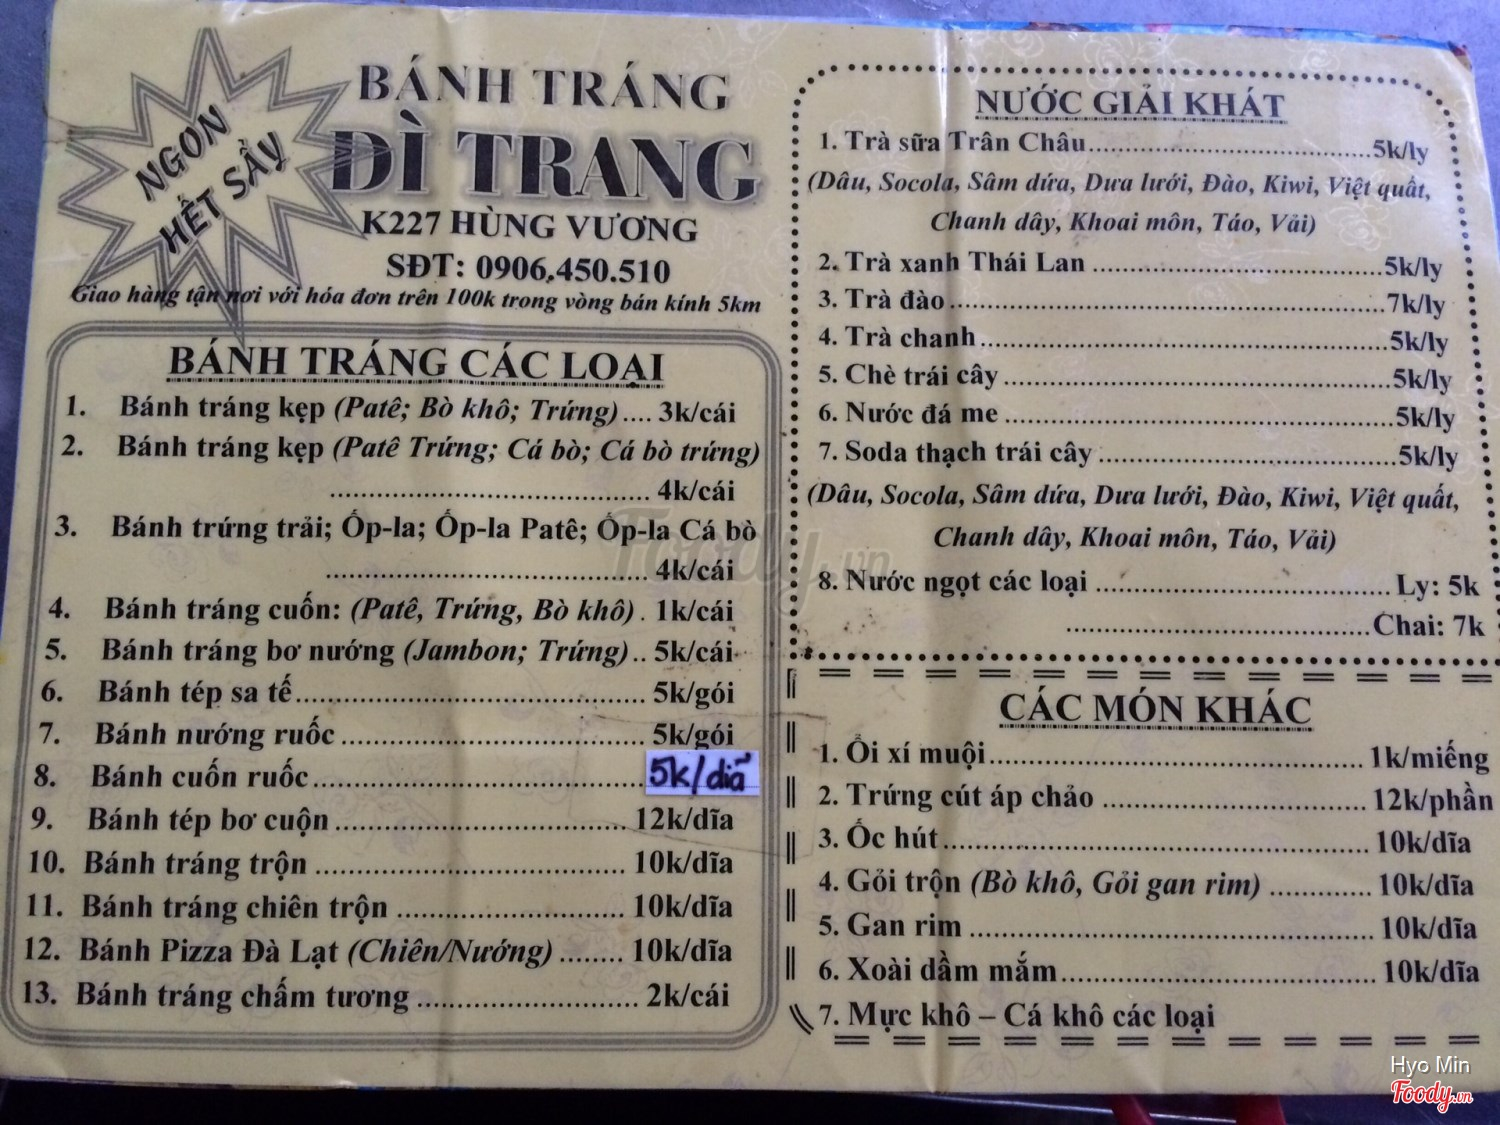 NGON
HẾT SẨY
BÁNH TRÁNG
DÌ TRANG
K227 HÙNG VƯƠNG
SĐT: 0906.450.510
Giao hàng tận nơi với hóa đơn trên 100k trong vòng bán kính 5km
BÁNH TRÁNG CÁC LOẠI
1. Bánh tráng kẹp (Patê; Bò khô; Trứng).... 3k/cái
2. Bánh tráng kẹp (Patê Trứng; Cá bò; Cá bò trứng)
........................................ 4k/cái
3. Bánh trứng trải; Ốp-la; Ốp-la Patê; Ốp-la Cá bò
........................................ 4k/cái
4. Bánh tráng cuốn: (Patê, Trứng, Bò khô) . 1k/cái
5. Bánh tráng bơ nướng (Jambon; Trứng).. 5k/cái
6. Bánh tép sa tế........................................ 5k/gói
7. Bánh nướng ruốc ................................... 5k/gói
8. Bánh cuốn ruốc...................................... 5k/diã
9. Bánh tép bơ cuộn ................................. 12k/dĩa
10. Bánh tráng trộn .................................... 10k/dĩa
11. Bánh tráng chiên trộn .......................... 10k/dĩa
12. Bánh Pizza Đà Lạt (Chiên/Nướng) ........ 10k/dĩa
13. Bánh tráng chấm tương ......................... 2k/cái
NƯỚC GIẢI KHÁT
1. Trà sữa Trân Châu................................5k/ly
(Dâu, Socola, Sâm dứa, Dưa lưới, Đào, Kiwi, Việt quất,
Chanh dây, Khoai môn, Táo, Vải)
2. Trà xanh Thái Lan .................................5k/ly
3. Trà đào..................................................7k/ly
4. Trà chanh..............................................5k/ly
5. Chè trái cây ...........................................5k/ly
6. Nước đá me ...........................................5k/ly
7. Soda thạch trái cây .................................5k/ly
(Dâu, Socola, Sâm dứa, Dưa lưới, Đào, Kiwi, Việt quất,
Chanh dây, Khoai môn, Táo, Vải)
8. Nước ngọt các loại ................................. Ly: 5k
...................................Chai: 7k
CÁC MÓN KHÁC
1. Ổi xí muội........................................... 1k/miếng
2. Trứng cút áp chảo .............................. 12k/phần
3. Ốc hút................................................. 10k/dĩa
4. Gỏi trộn (Bò khô, Gỏi gan rim) ............ 10k/dĩa
5. Gan rim .............................................. 10k/dĩa
6. Xoài dầm mắm.................................... 10k/dĩa
7. Mực khô – Cá khô các loại
Foody.vn
Hyo Min
Foody.vn